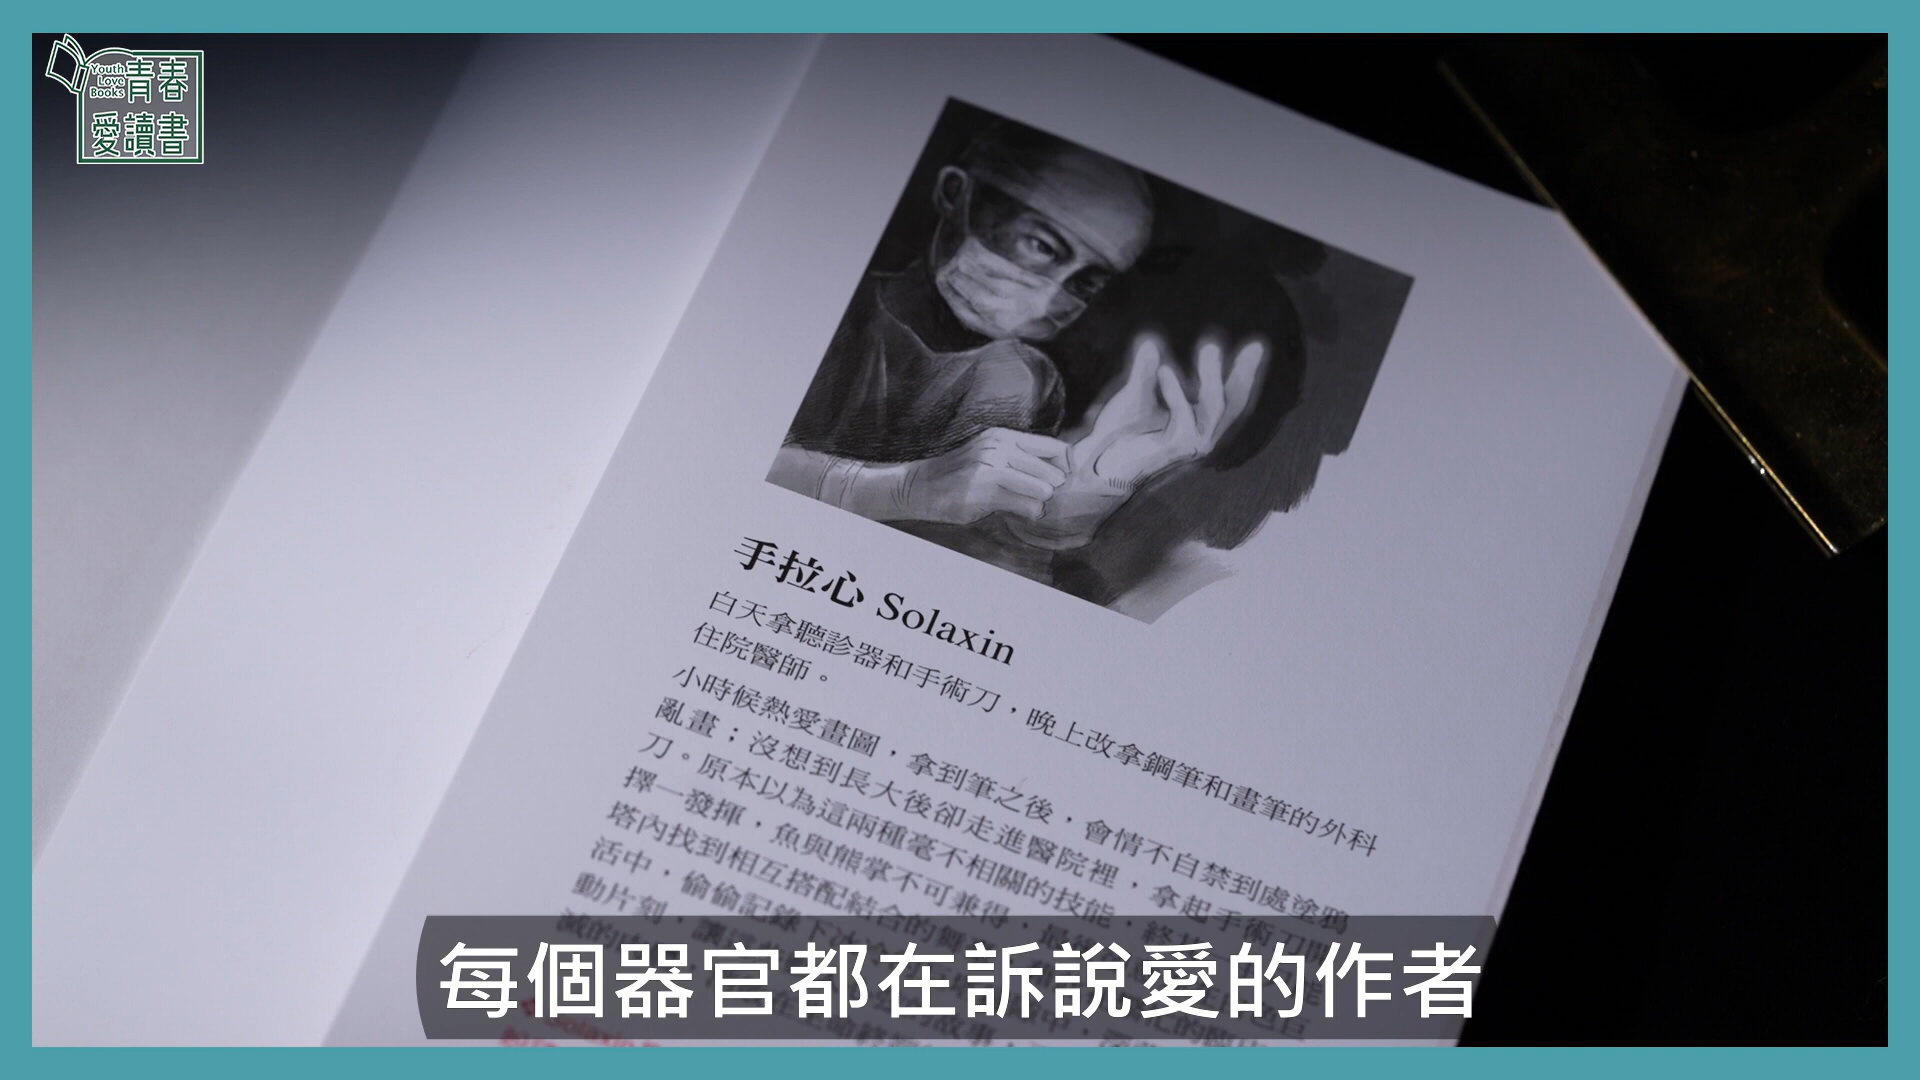 Youth
Love
Books
青春
愛讀書
手拉心 Solaxin
白天拿聽診器和手術刀，晚上改拿鋼筆和畫筆的外科
住院醫師。
小時候熱愛畫圖，拿到筆之後，會情不自禁到處塗鴉
亂畫；沒想到長大後卻走進醫院裡，拿起手術刀開
刀。原本以為這兩種毫不相關的技能，終
擇一發揮，魚與熊掌不可兼得，
塔內找到相互搭配結合的舞
活中，偷偷記錄下
動片刻，讓
滅的
每個器官都在訴說愛的作者